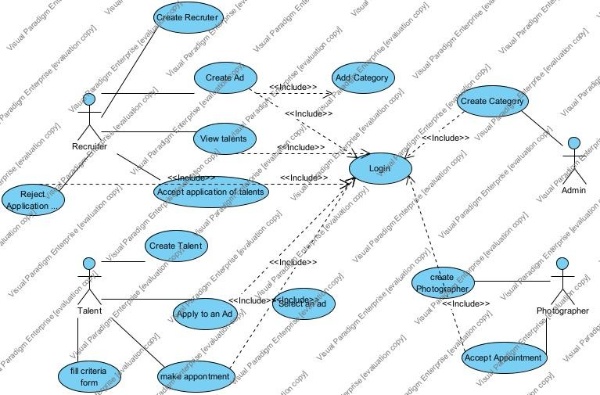 Create Recruter
Create Ad
<<Include>>
Add Category
<<Include>>
Create Category
Recruiter
View talents
<<Include>>
Login
Admin
<<Include>>
<<Include>>
Reject
Application ...
Accept application of talents
Create Talent
<<Include>>
create
Photographer
Talent
Apply to an Ad
<<Include>>
<<Include>>
Select an ad
<<Include>>
Photographer
Accept Appointment
fill criteria
form
make appointment
Visual Paradigm Enterprise [evaluation copy]